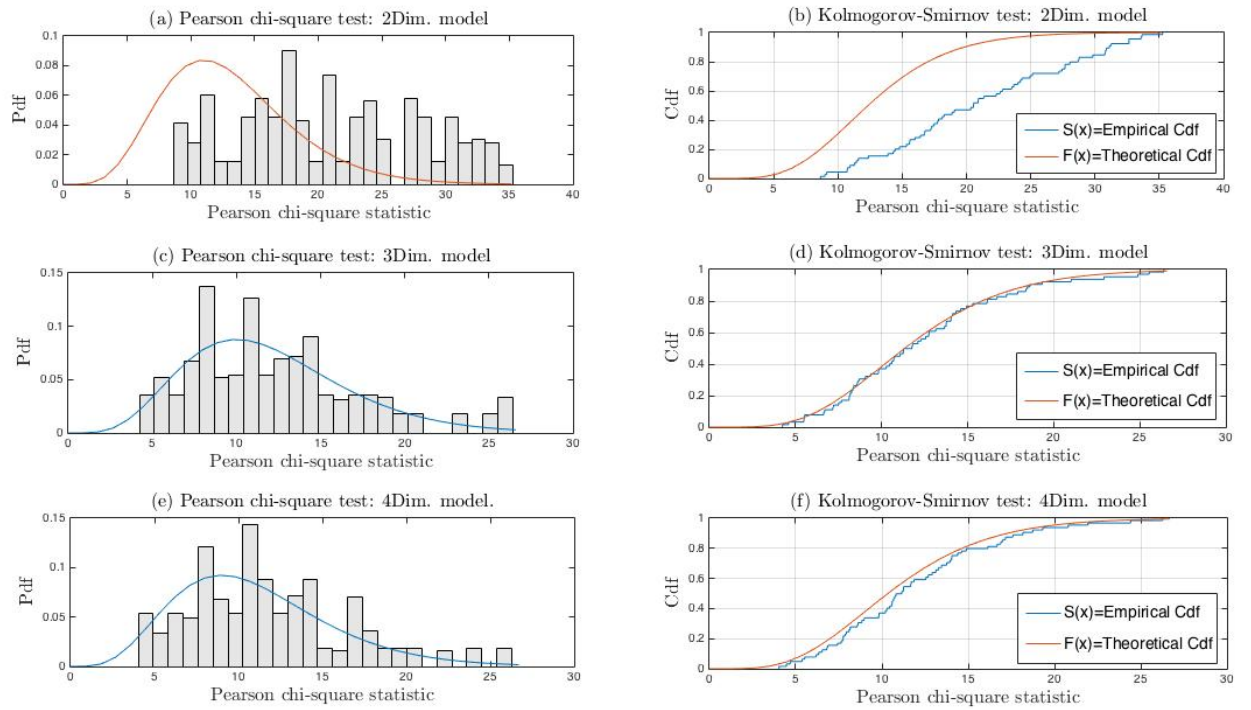 (a) Pearson chi-square test: 2Dim. model
0.1
0.08
0.06
0.04
0.02
0
Pdf
0 5 10 15 20 25 30 35 40
Pearson chi-square statistic
(b) Kolmogorov-Smirnov test: 2Dim. model
1
0.8
0.6
0.4
0.2
0
Cdf
S(x)=Empirical Cdf
F(x)=Theoretical Cdf
0 5 10 15 20 25 30 35 40
Pearson chi-square statistic
(c) Pearson chi-square test: 3Dim. model
0.15
0.1
0.05
0
Pdf
0 5 10 15 20 25 30
Pearson chi-square statistic
(d) Kolmogorov-Smirnov test: 3Dim. model
1
0.8
0.6
0.4
0.2
0
Cdf
S(x)=Empirical Cdf
F(x)=Theoretical Cdf
0 5 10 15 20 25 30
Pearson chi-square statistic
(e) Pearson chi-square test: 4Dim. model.
0.15
0.1
0.05
0
Pdf
0 5 10 15 20 25 30
Pearson chi-square statistic
(f) Kolmogorov-Smirnov test: 4Dim. model
1
0.8
0.6
0.4
0.2
0
Cdf
S(x)=Empirical Cdf
F(x)=Theoretical Cdf
0 5 10 15 20 25 30
Pearson chi-square statistic